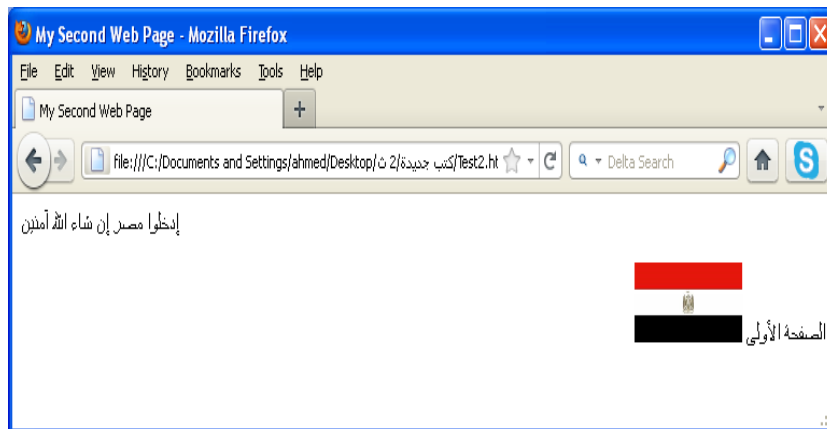 My Second Web Page - Mozilla Firefox
File Edit View History Bookmarks Tools Help
My Second Web Page
file:///C:/Documents and Settings/ahmed/Desktop/كتب جديدة/2 ث/Test2.ht
Delta Search
إدخلوا مصر إن شاء الله آمنين
الصفحة الأولى